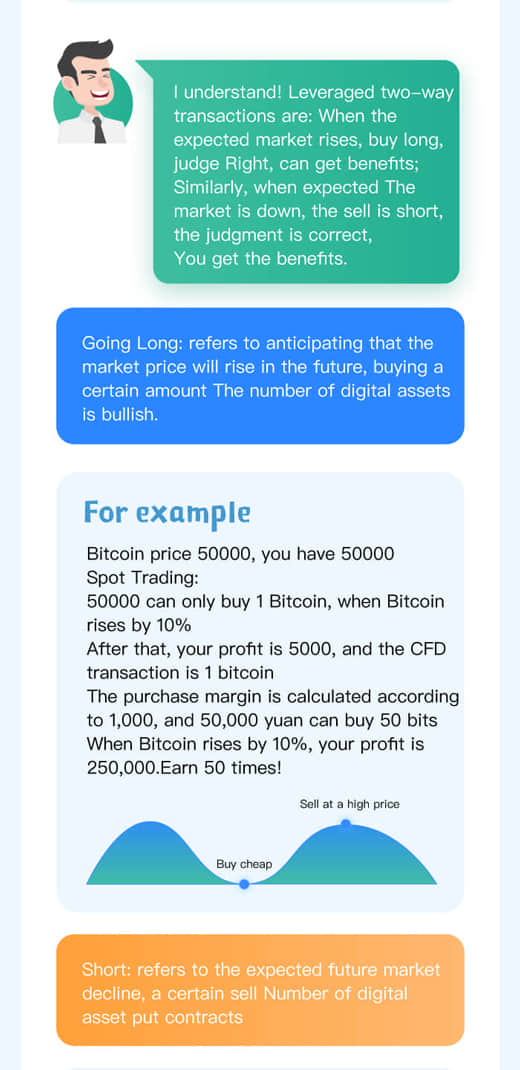 I understand! Leveraged two-way
transactions are: When the
expected market rises, buy long,
judge Right, can get benefits;
Similarly, when expected The
market is down, the sell is short,
the judgment is correct,
You get the benefits.
Going Long: refers to anticipating that the
market price will rise in the future, buying a
certain amount The number of digital assets
is bullish.
For example
Bitcoin price 50000, you have 50000
Spot Trading:
50000 can only buy 1 Bitcoin, when Bitcoin
rises by 10%
After that, your profit is 5000, and the CFD
transaction is 1 bitcoin
The purchase margin is calculated according
to 1,000, and 50,000 yuan can buy 50 bits
When Bitcoin rises by 10%, your profit is
250,000.Earn 50 times!
Sell at a high price
Buy cheap
Short: refers to the expected future market
decline, a certain sell Number of digital
asset put contracts